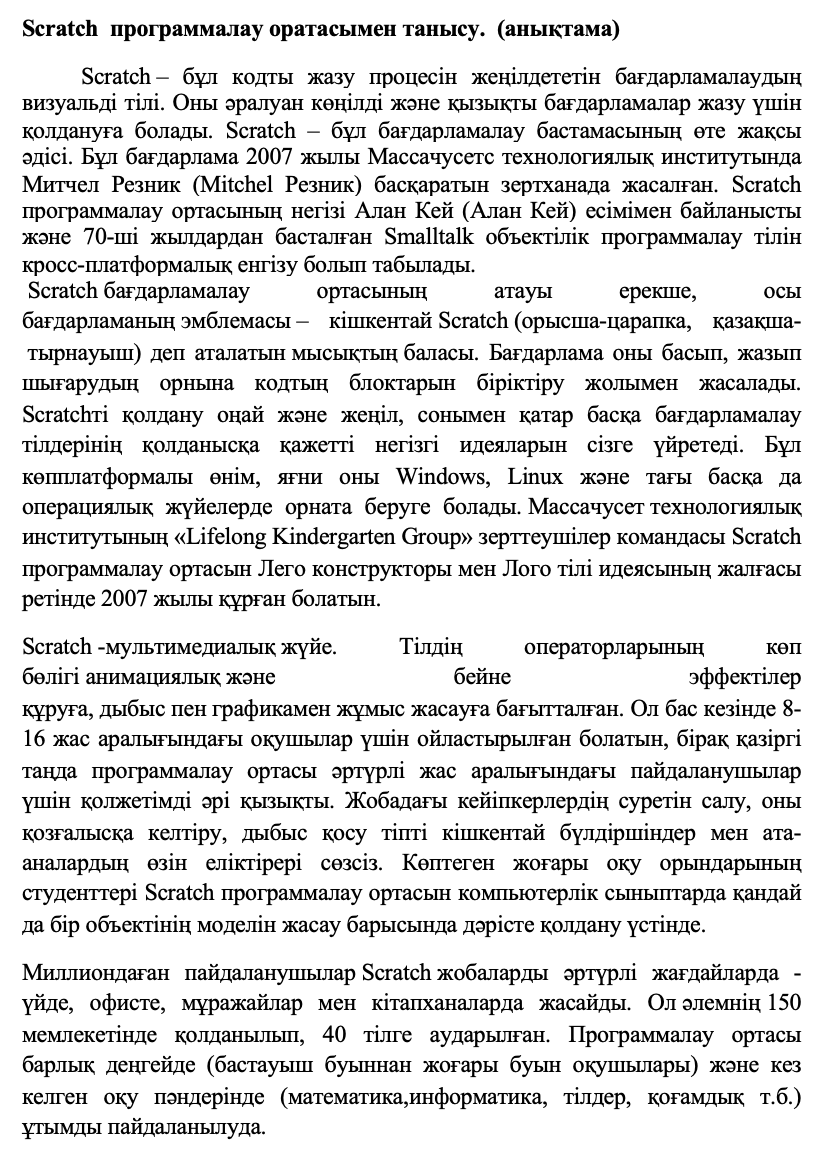 Scratch программалау оратасымен танысу. (анықтама)
Scratch – бұл кодты жазу процесін жеңілдететін бағдарламалаудың
визуальді тілі. Оны әралуан көңілді және қызықты бағдарламалар жазу үшін
қолдануға болады. Scratch – бұл бағдарламалау бастамасының өте жақсы
әдісі. Бұл бағдарлама 2007 жылы Массачусетс технологиялық институтында
Митчел Резник (Mitchel Резник) басқаратын зертханада жасалған. Scratch
программалау ортасының негізі Алан Кей (Алан Кей) есімімен байланысты
және 70-ші жылдардан басталған Smalltalk объектілік программалау тілін
кросс-платформалық енгізу болып табылады.
Scratch бағдарламалау ортасының атауы ерекше, осы
бағдарламаның эмблемасы – кішкентай Scratch (орысша-царапка, қазақша-
тырнауыш) деп аталатын мысықтың баласы. Бағдарлама оны басып, жазып
шығарудың орнына кодтың блоктарын біріктіру жолымен жасалады.
Scratchті қолдану оңай және жеңіл, сонымен қатар басқа бағдарламалау
тілдерінің қолданысқа қажетті негізгі идеяларын сізге үйретеді. Бұл
көпплатформалы өнім, яғни оны Windows, Linux және тағы басқа да
операциялық жүйелерде орната беруге болады. Массачусет технологиялық
институтының «Lifelong Kindergarten Group» зерттеушілер командасы Scratch
программалау ортасын Лего конструкторы мен Лого тілі идеясының жалғасы
ретінде 2007 жылы құрған болатын.
Scratch -мультимедиалық жүйе. Тілдің операторларының көп
бөлігі анимациялық және бейне эффектілер
құруға, дыбыс пен графикамен жұмыс жасауға бағытталған. Ол бас кезінде 8-
16 жас аралығындағы оқушылар үшін ойластырылған болатын, бірақ қазіргі
таңда программалау ортасы әртүрлі жас аралығындағы пайдаланушылар
үшін қолжетімді әрі қызықты. Жобадағы кейіпкерлердің суретін салу, оны
қозғалысқа келтіру, дыбыс қосу тіпті кішкентай бүлдіршіндер мен ата-
аналардың өзін еліктірері сөзсіз. Көптеген жоғары оқу орындарының
студенттері Scratch программалау ортасын компьютерлік сыныптарда қандай
да бір объектінің моделін жасау барысында дәрісте қолдану үстінде.
Миллиондаған пайдаланушылар Scratch жобаларды әртүрлі жағдайларда -
үйде, офисте, мұражайлар мен кітапханаларда жасайды. Ол әлемнің 150
мемлекетінде қолданылып, 40 тілге аударылған. Программалау ортасы
барлық деңгейде (бастауыш буыннан жоғары буын оқушылары) және кез
келген оқу пәндерінде (математика,информатика, тілдер, қоғамдық т.б.)
ұтымды пайдаланылуда.